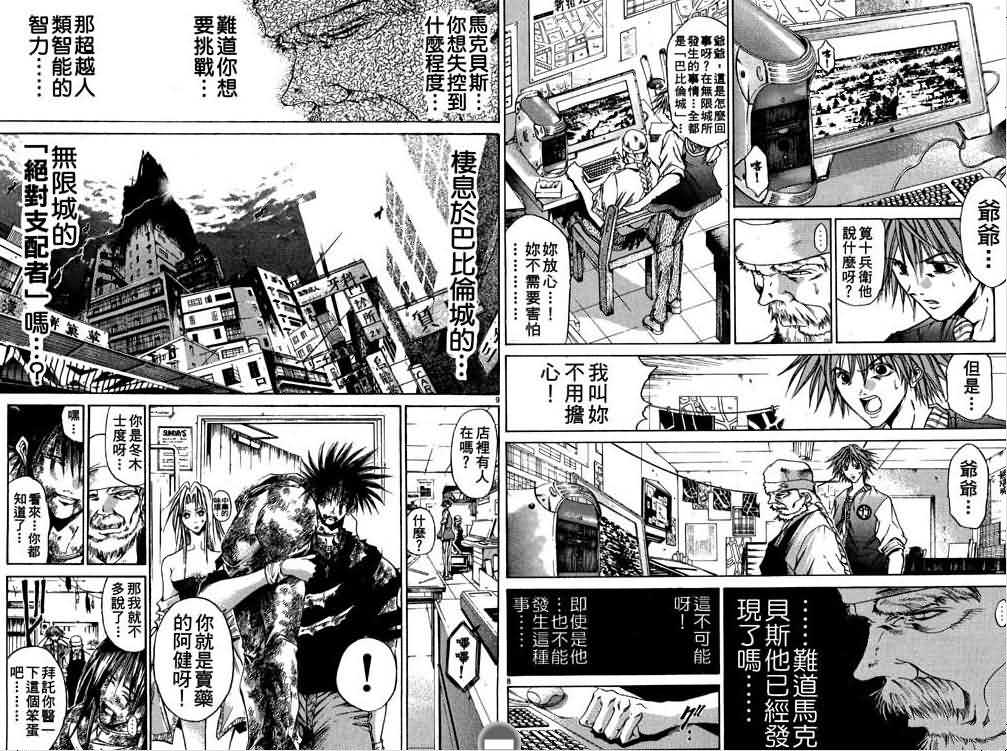 爺爺，這是怎麼回
事呀？在無限城所
發生的事情…全都
是「巴比倫城」…
嗶！
嗶！
爺爺…
妳放心…！
妳不需要害怕
………
筧十兵衛他
說什麼呀？
…
但是…
我叫妳
不用擔
心！
爺爺…
……難道馬克
貝斯他已經發
現了嗎……
這不可能
呀！
即使是他
…也不能
發生這種
事……
8
馬克貝斯…
你想失控到
什麼程度…
難道你想
要挑戰…
那超越人
類智能的
智力……
棲息於巴比倫城的…
無限城的
「絕對支配者」嗎…？
9
店裡有人
在嗎？
什麼？
嗶！
嗶！
SUNDAYS
！
你就是賣藥
的阿健呀！
你是冬木
士度呀…
嘿…
看來…你都
知道了…
那我就不
多說了…
拜託你醫一
下這個笨蛋
吧……